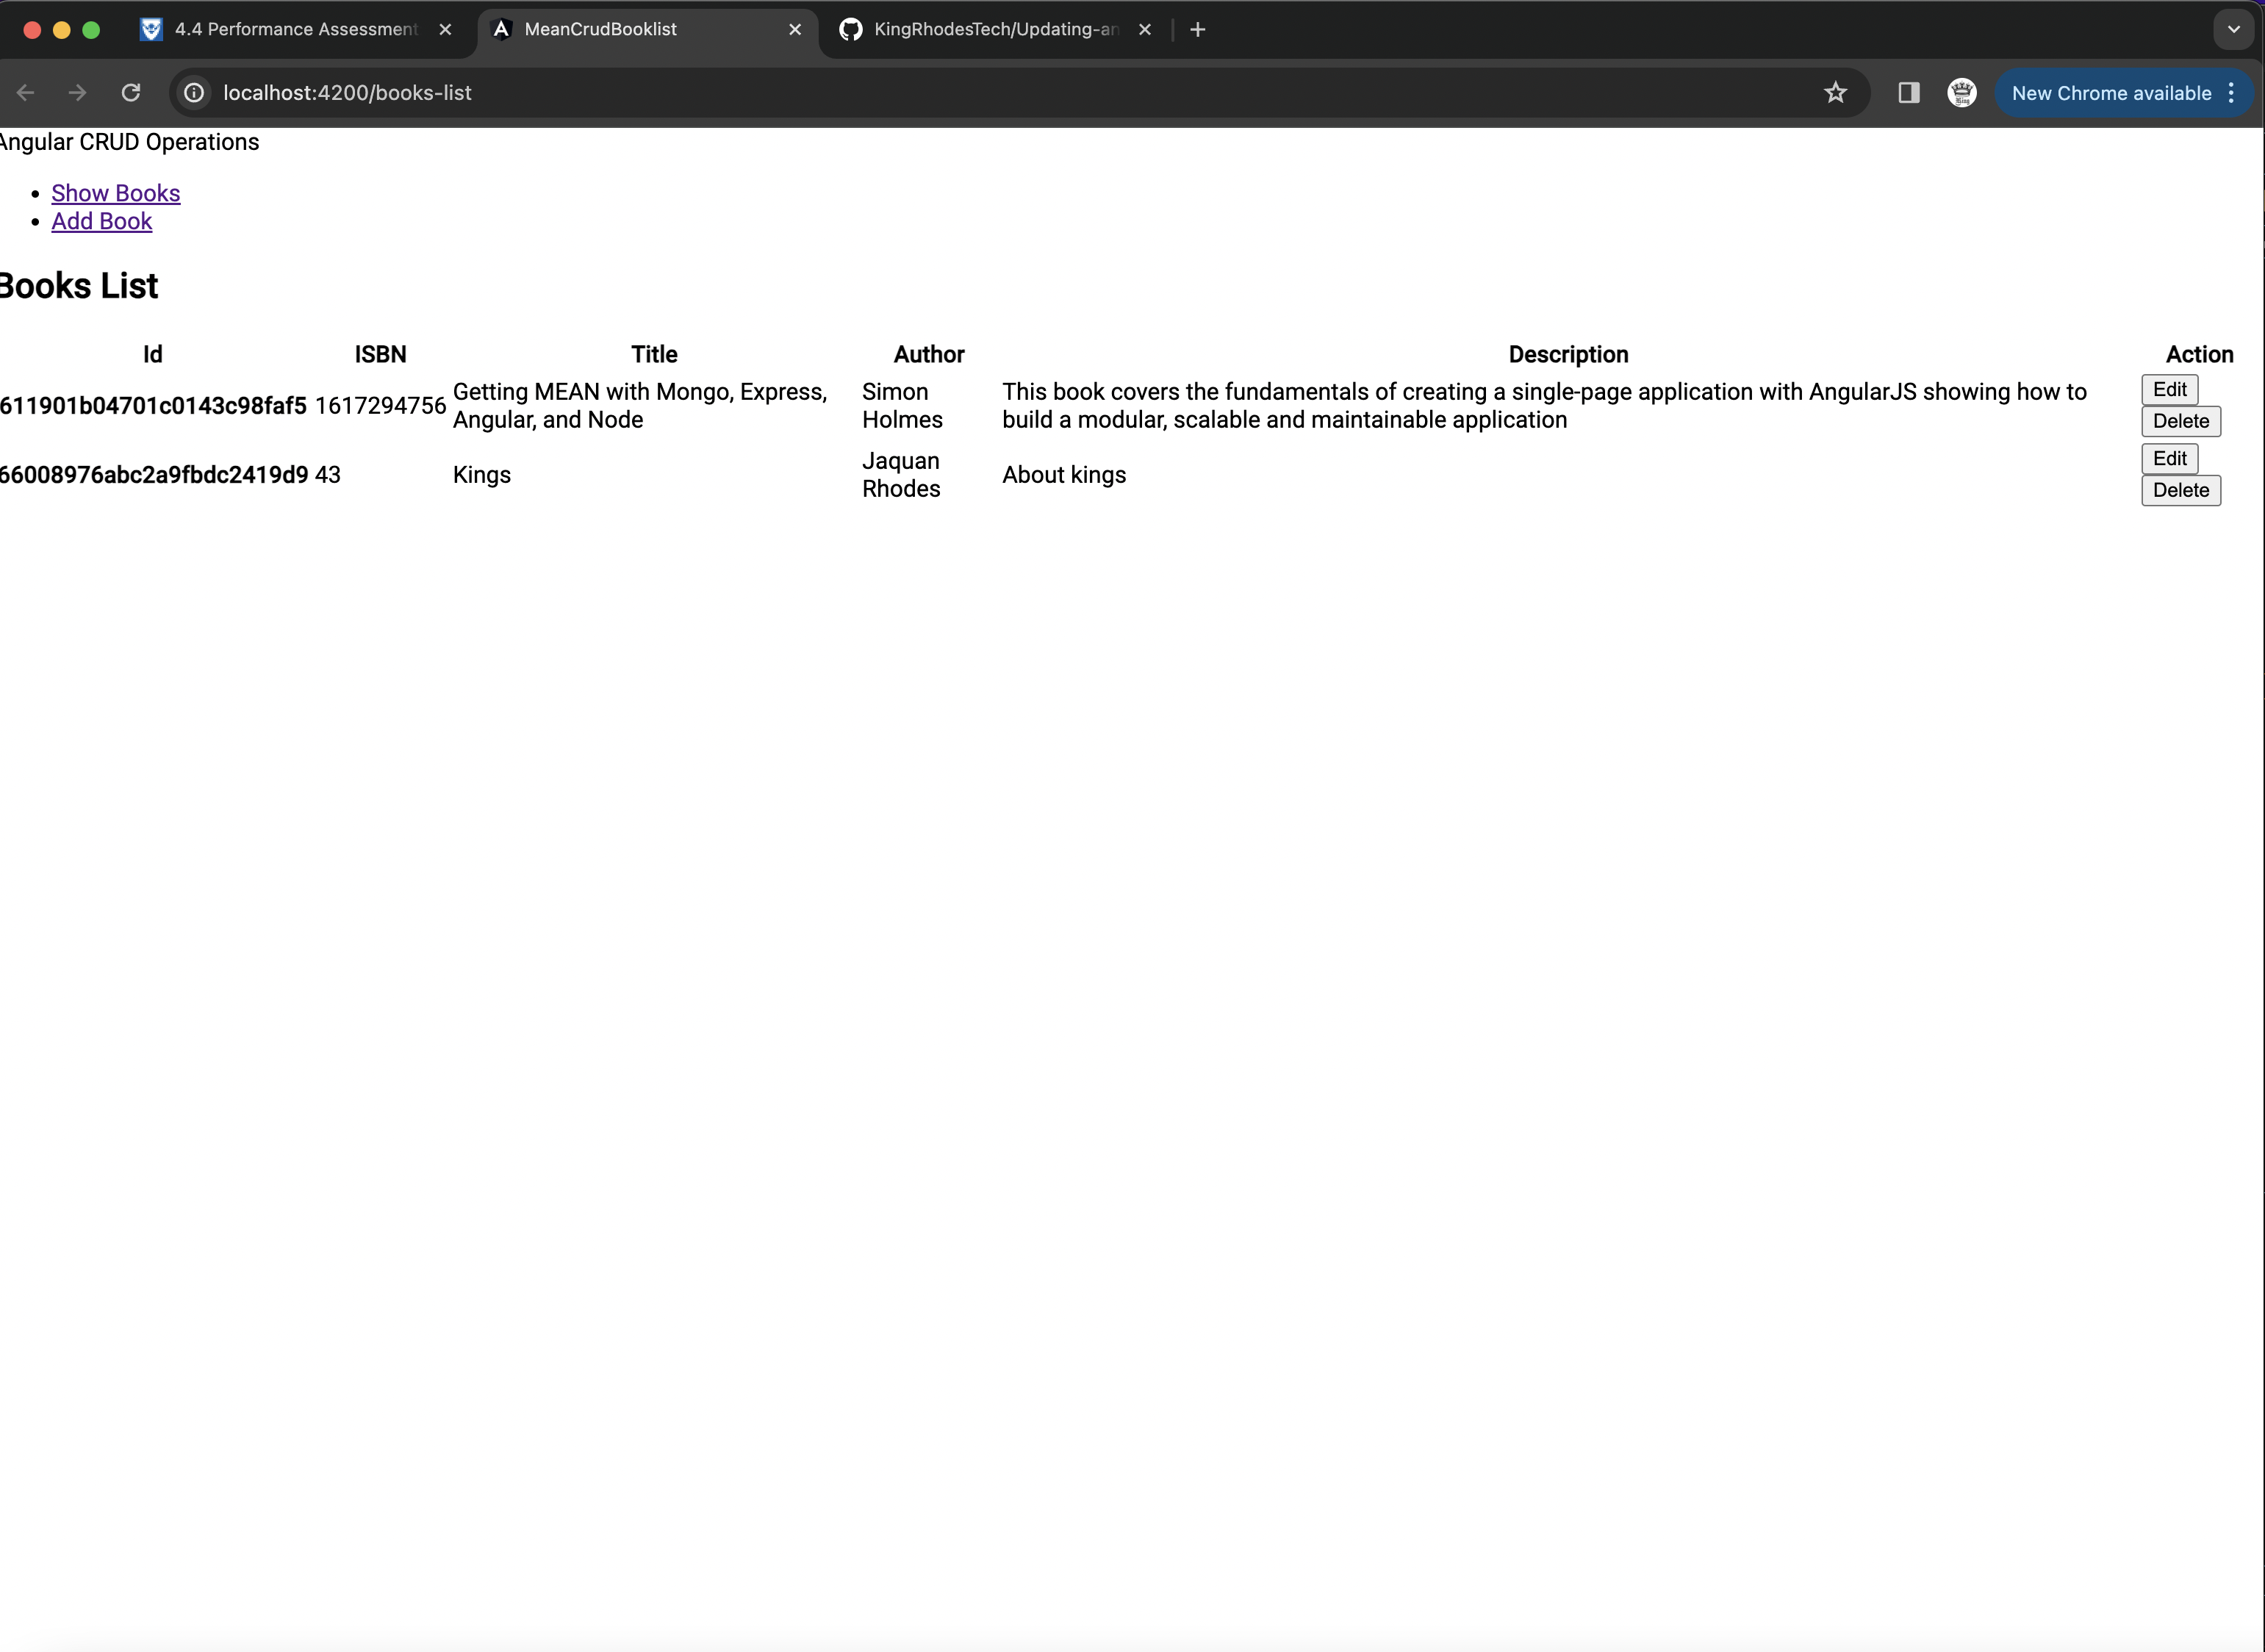 4.4 Performance Assessment
MeanCrudBooklist
KingRhodesTech/Updating-an
localhost:4200/books-list
New Chrome available
Angular CRUD Operations
Show Books
Add Book
Books List
Id ISBN Title Author Description Action
611901b04701c0143c98faf5 1617294756 Getting MEAN with Mongo, Express, Angular, and Node Simon Holmes This book covers the fundamentals of creating a single-page application with AngularJS showing how to build a modular, scalable and maintainable application Edit Delete
66008976abc2a9fbdc2419d9 43 Kings Jaquan Rhodes About kings Edit Delete